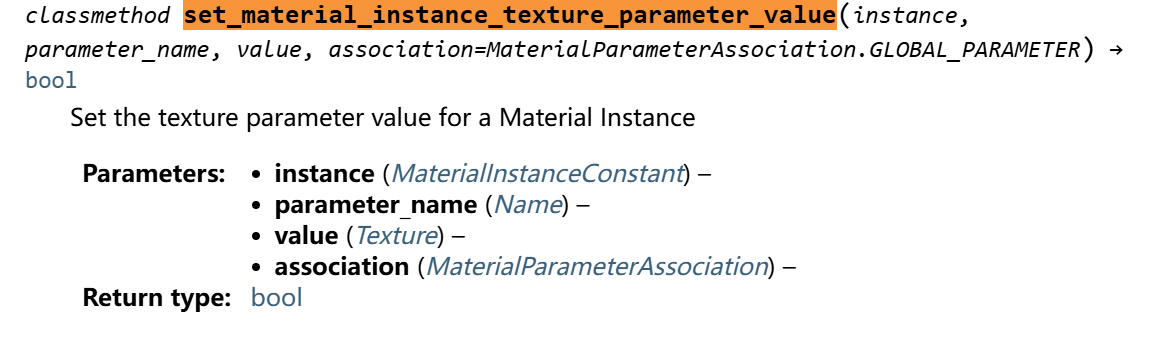 classmethod set_material_instance_texture_parameter_value(instance,
parameter_name, value, association=MaterialParameterAssociation.GLOBAL_PARAMETER) →
bool
Set the texture parameter value for a Material Instance
Parameters: • instance (MaterialInstanceConstant) –
• parameter_name (Name) –
• value (Texture) –
• association (MaterialParameterAssociation) –
Return type: bool